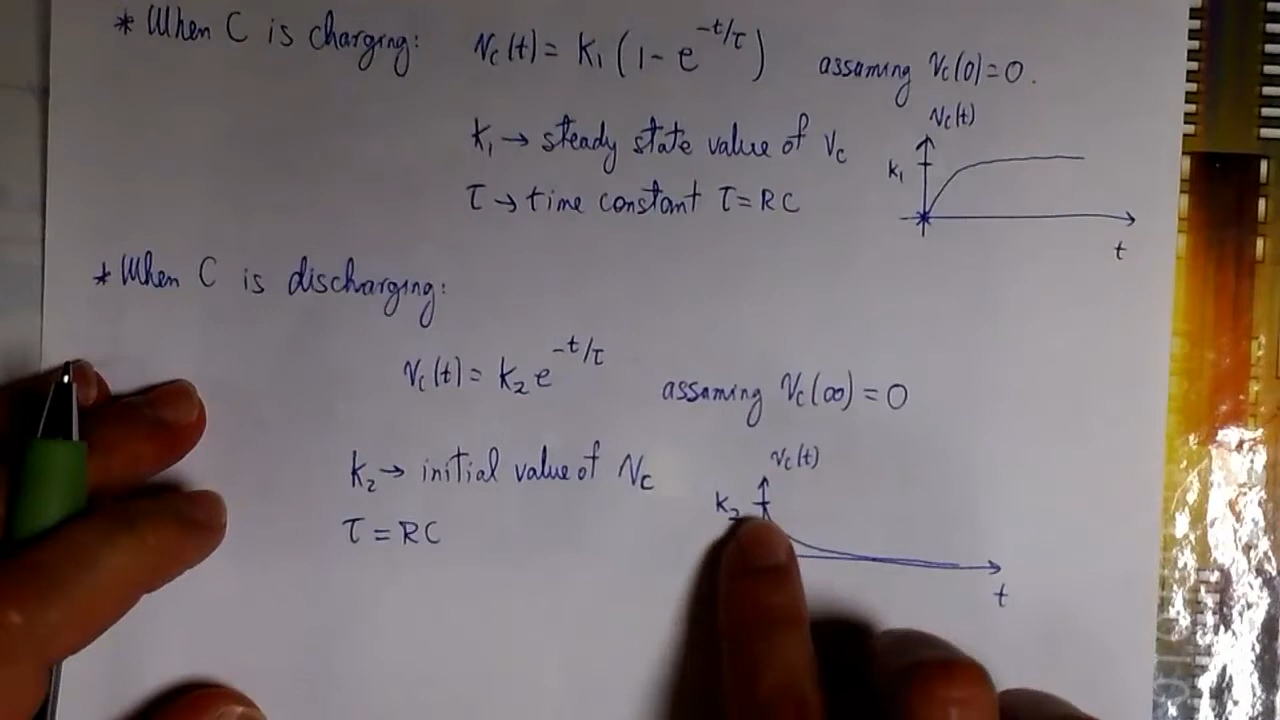 * When C is charging: Vc(t) = K₁ (1 - e^(-t/τ)) assuming Vc(0) = 0.
K₁ → steady state value of Vc
τ → time constant τ = RC
Vc(t)
K₁
t
* When C is discharging:
Vc(t) = K₂ e^(-t/τ) assuming Vc(∞) = 0
K₂ → initial value of Vc
τ = RC
Vc(t)
K₂
t